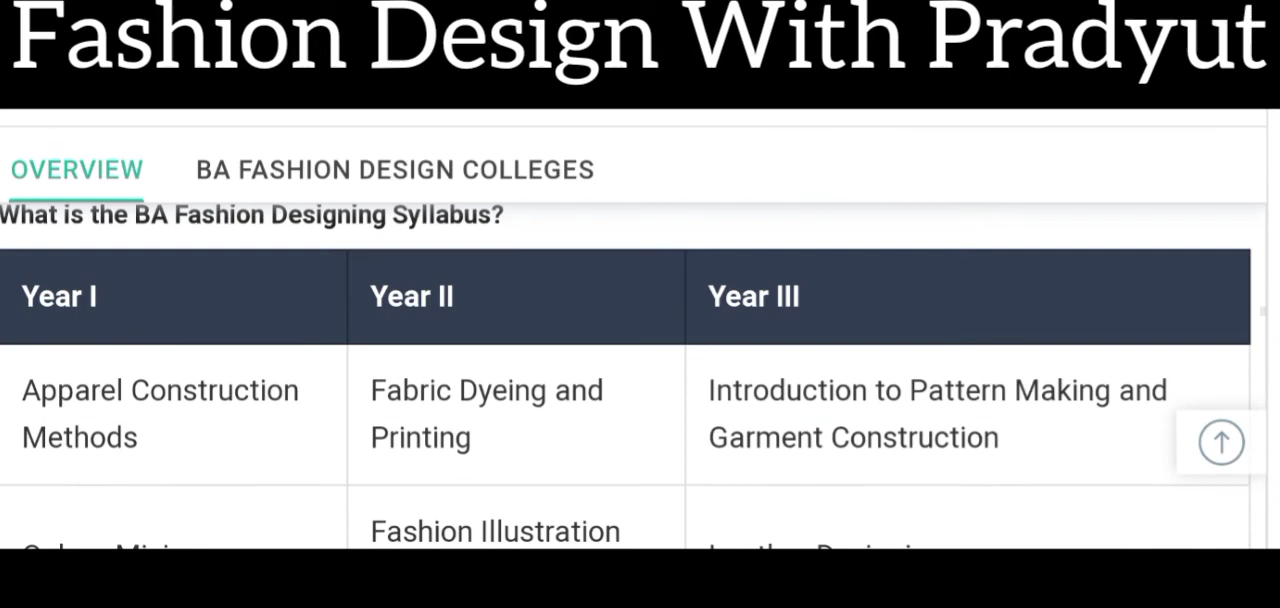 Fashion Design With Pradyut
OVERVIEW BA FASHION DESIGN COLLEGES
What is the BA Fashion Designing Syllabus?
Year I Year II Year III
Apparel Construction Methods
Fabric Dyeing and Printing
Introduction to Pattern Making and Garment Construction
Fashion Illustration